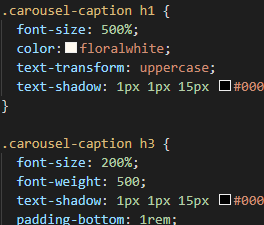 .carousel-caption h1 {
font-size: 500%;
color: floralwhite;
text-transform: uppercase;
text-shadow: 1px 1px 15px #000
}
.carousel-caption h3 {
font-size: 200%;
font-weight: 500;
text-shadow: 1px 1px 15px #000
padding-bottom: 1rem;